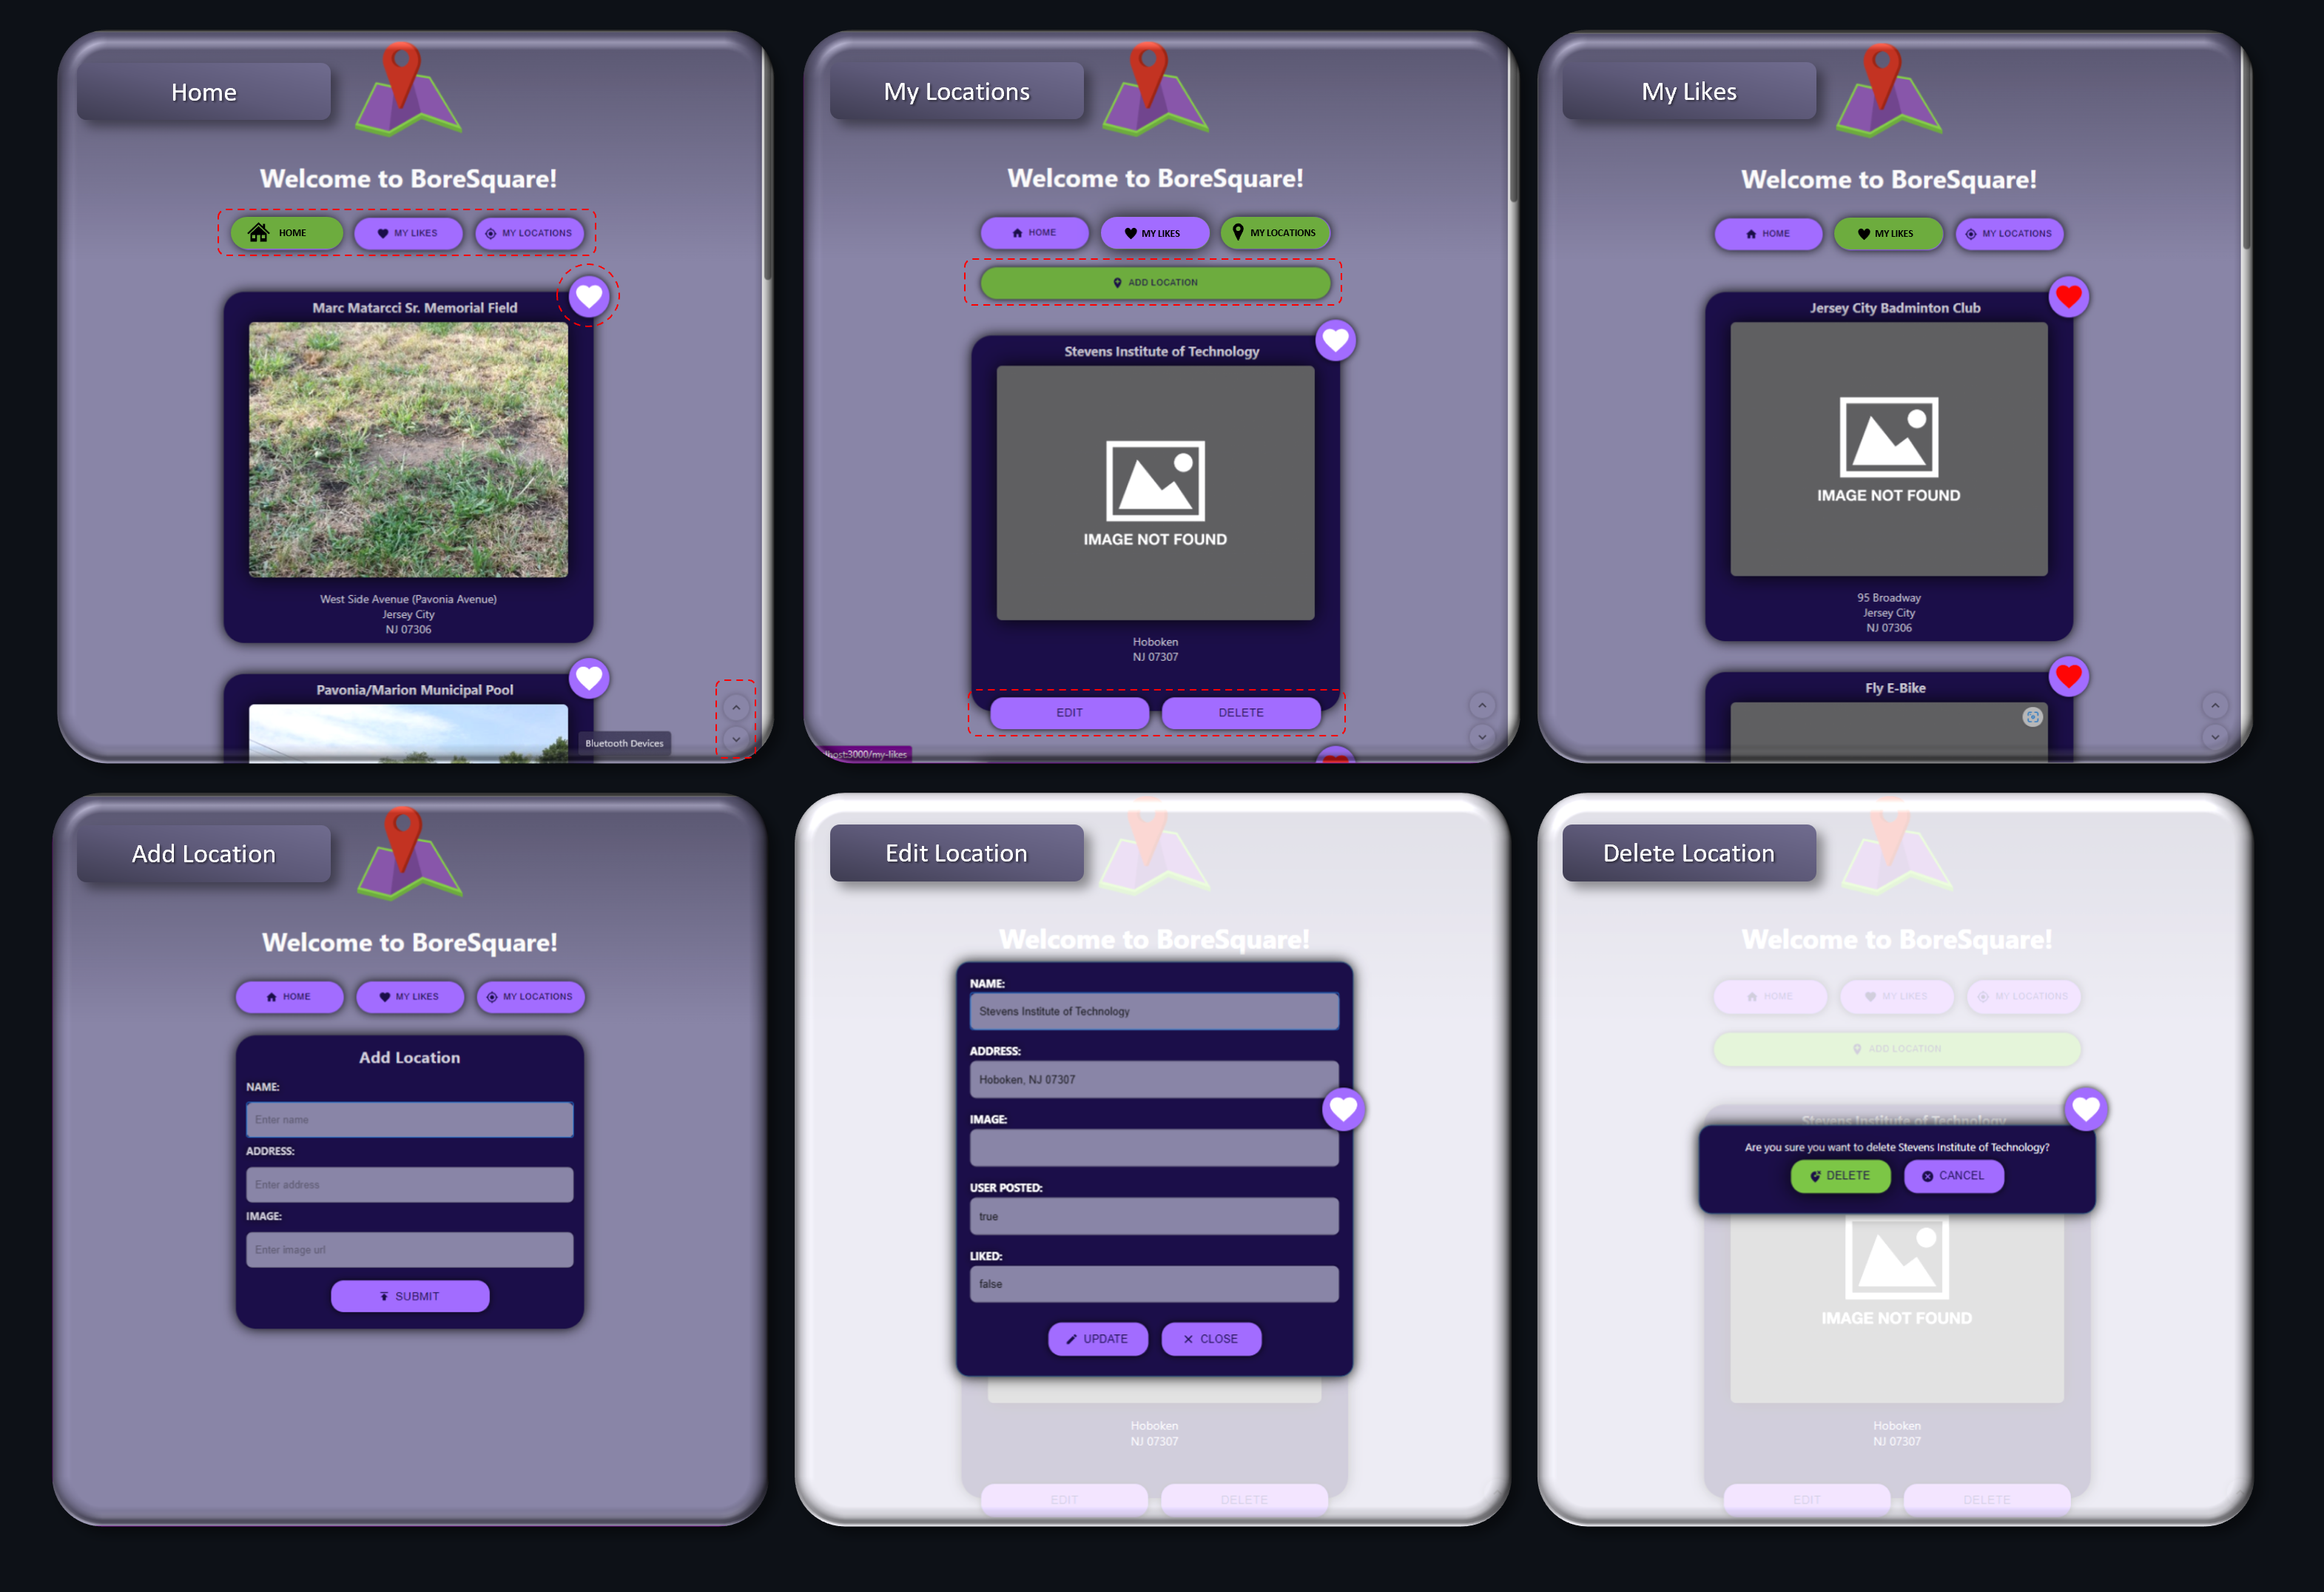 Home
Welcome to BoreSquare!
HOME
MY LIKES
MY LOCATIONS
Marc Matarcci Sr. Memorial Field
West Side Avenue (Pavonia Avenue)
Jersey City
NJ 07306
Pavonia/Marion Municipal Pool
Bluetooth Devices
My Locations
Welcome to BoreSquare!
HOME
MY LIKES
MY LOCATIONS
ADD LOCATION
Stevens Institute of Technology
IMAGE NOT FOUND
Hoboken
NJ 07307
EDIT
DELETE
lhost:3000/my-likes
My Likes
Welcome to BoreSquare!
HOME
MY LIKES
MY LOCATIONS
Jersey City Badminton Club
IMAGE NOT FOUND
95 Broadway
Jersey City
NJ 07306
Fly E-Bike
Add Location
Welcome to BoreSquare!
HOME
MY LIKES
MY LOCATIONS
Add Location
NAME:
Enter name
ADDRESS:
Enter address
IMAGE:
Enter image url
SUBMIT
Edit Location
Welcome to BoreSquare!
NAME:
Stevens Institute of Technology
ADDRESS:
Hoboken, NJ 07307
IMAGE:
USER POSTED:
true
LIKED:
false
UPDATE
CLOSE
Hoboken
NJ 07307
EDIT
DELETE
Delete Location
Welcome to BoreSquare!
HOME
MY LIKES
MY LOCATIONS
ADD LOCATION
Stevens Institute of Technology
Are you sure you want to delete Stevens Institute of Technology?
DELETE
CANCEL
IMAGE NOT FOUND
Hoboken
NJ 07307
EDIT
DELETE